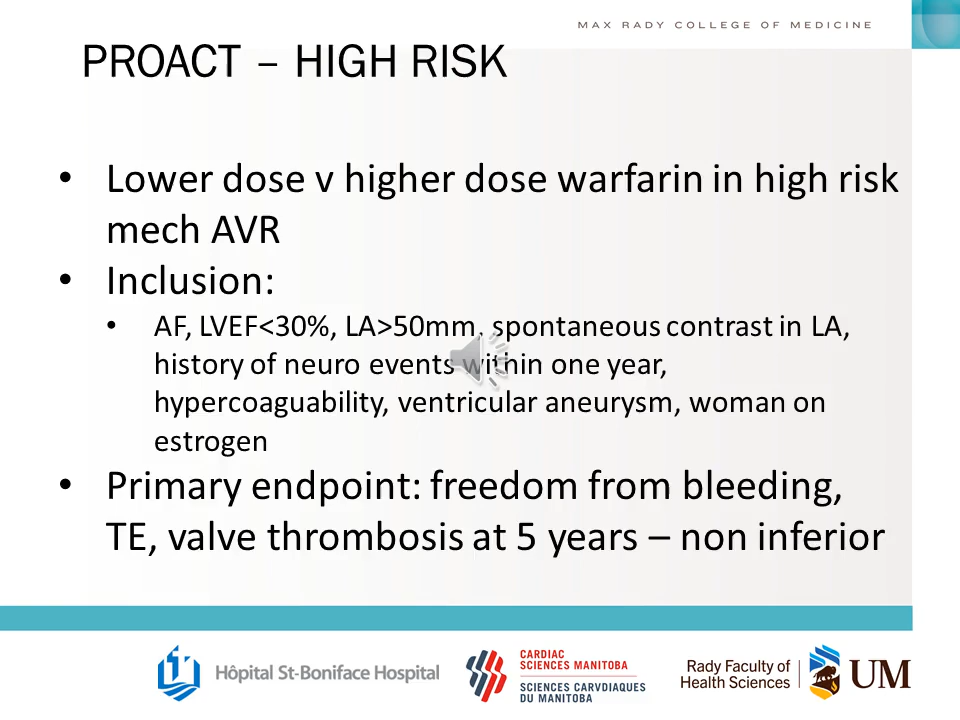 MAX RADY COLLEGE OF MEDICINE
PROACT – HIGH RISK
• Lower dose v higher dose warfarin in high risk
mech AVR
• Inclusion:
• AF, LVEF<30%, LA>50mm, spontaneous contrast in LA,
history of neuro events within one year,
hypercoaguability, ventricular aneurysm, woman on
estrogen
• Primary endpoint: freedom from bleeding,
TE, valve thrombosis at 5 years – non inferior
Hôpital St-Boniface Hospital
CARDIAC
SCIENCES MANITOBA
SCIENCES CARVDIAQUES
DU MANITOBA
Rady Faculty of
Health Sciences
UM